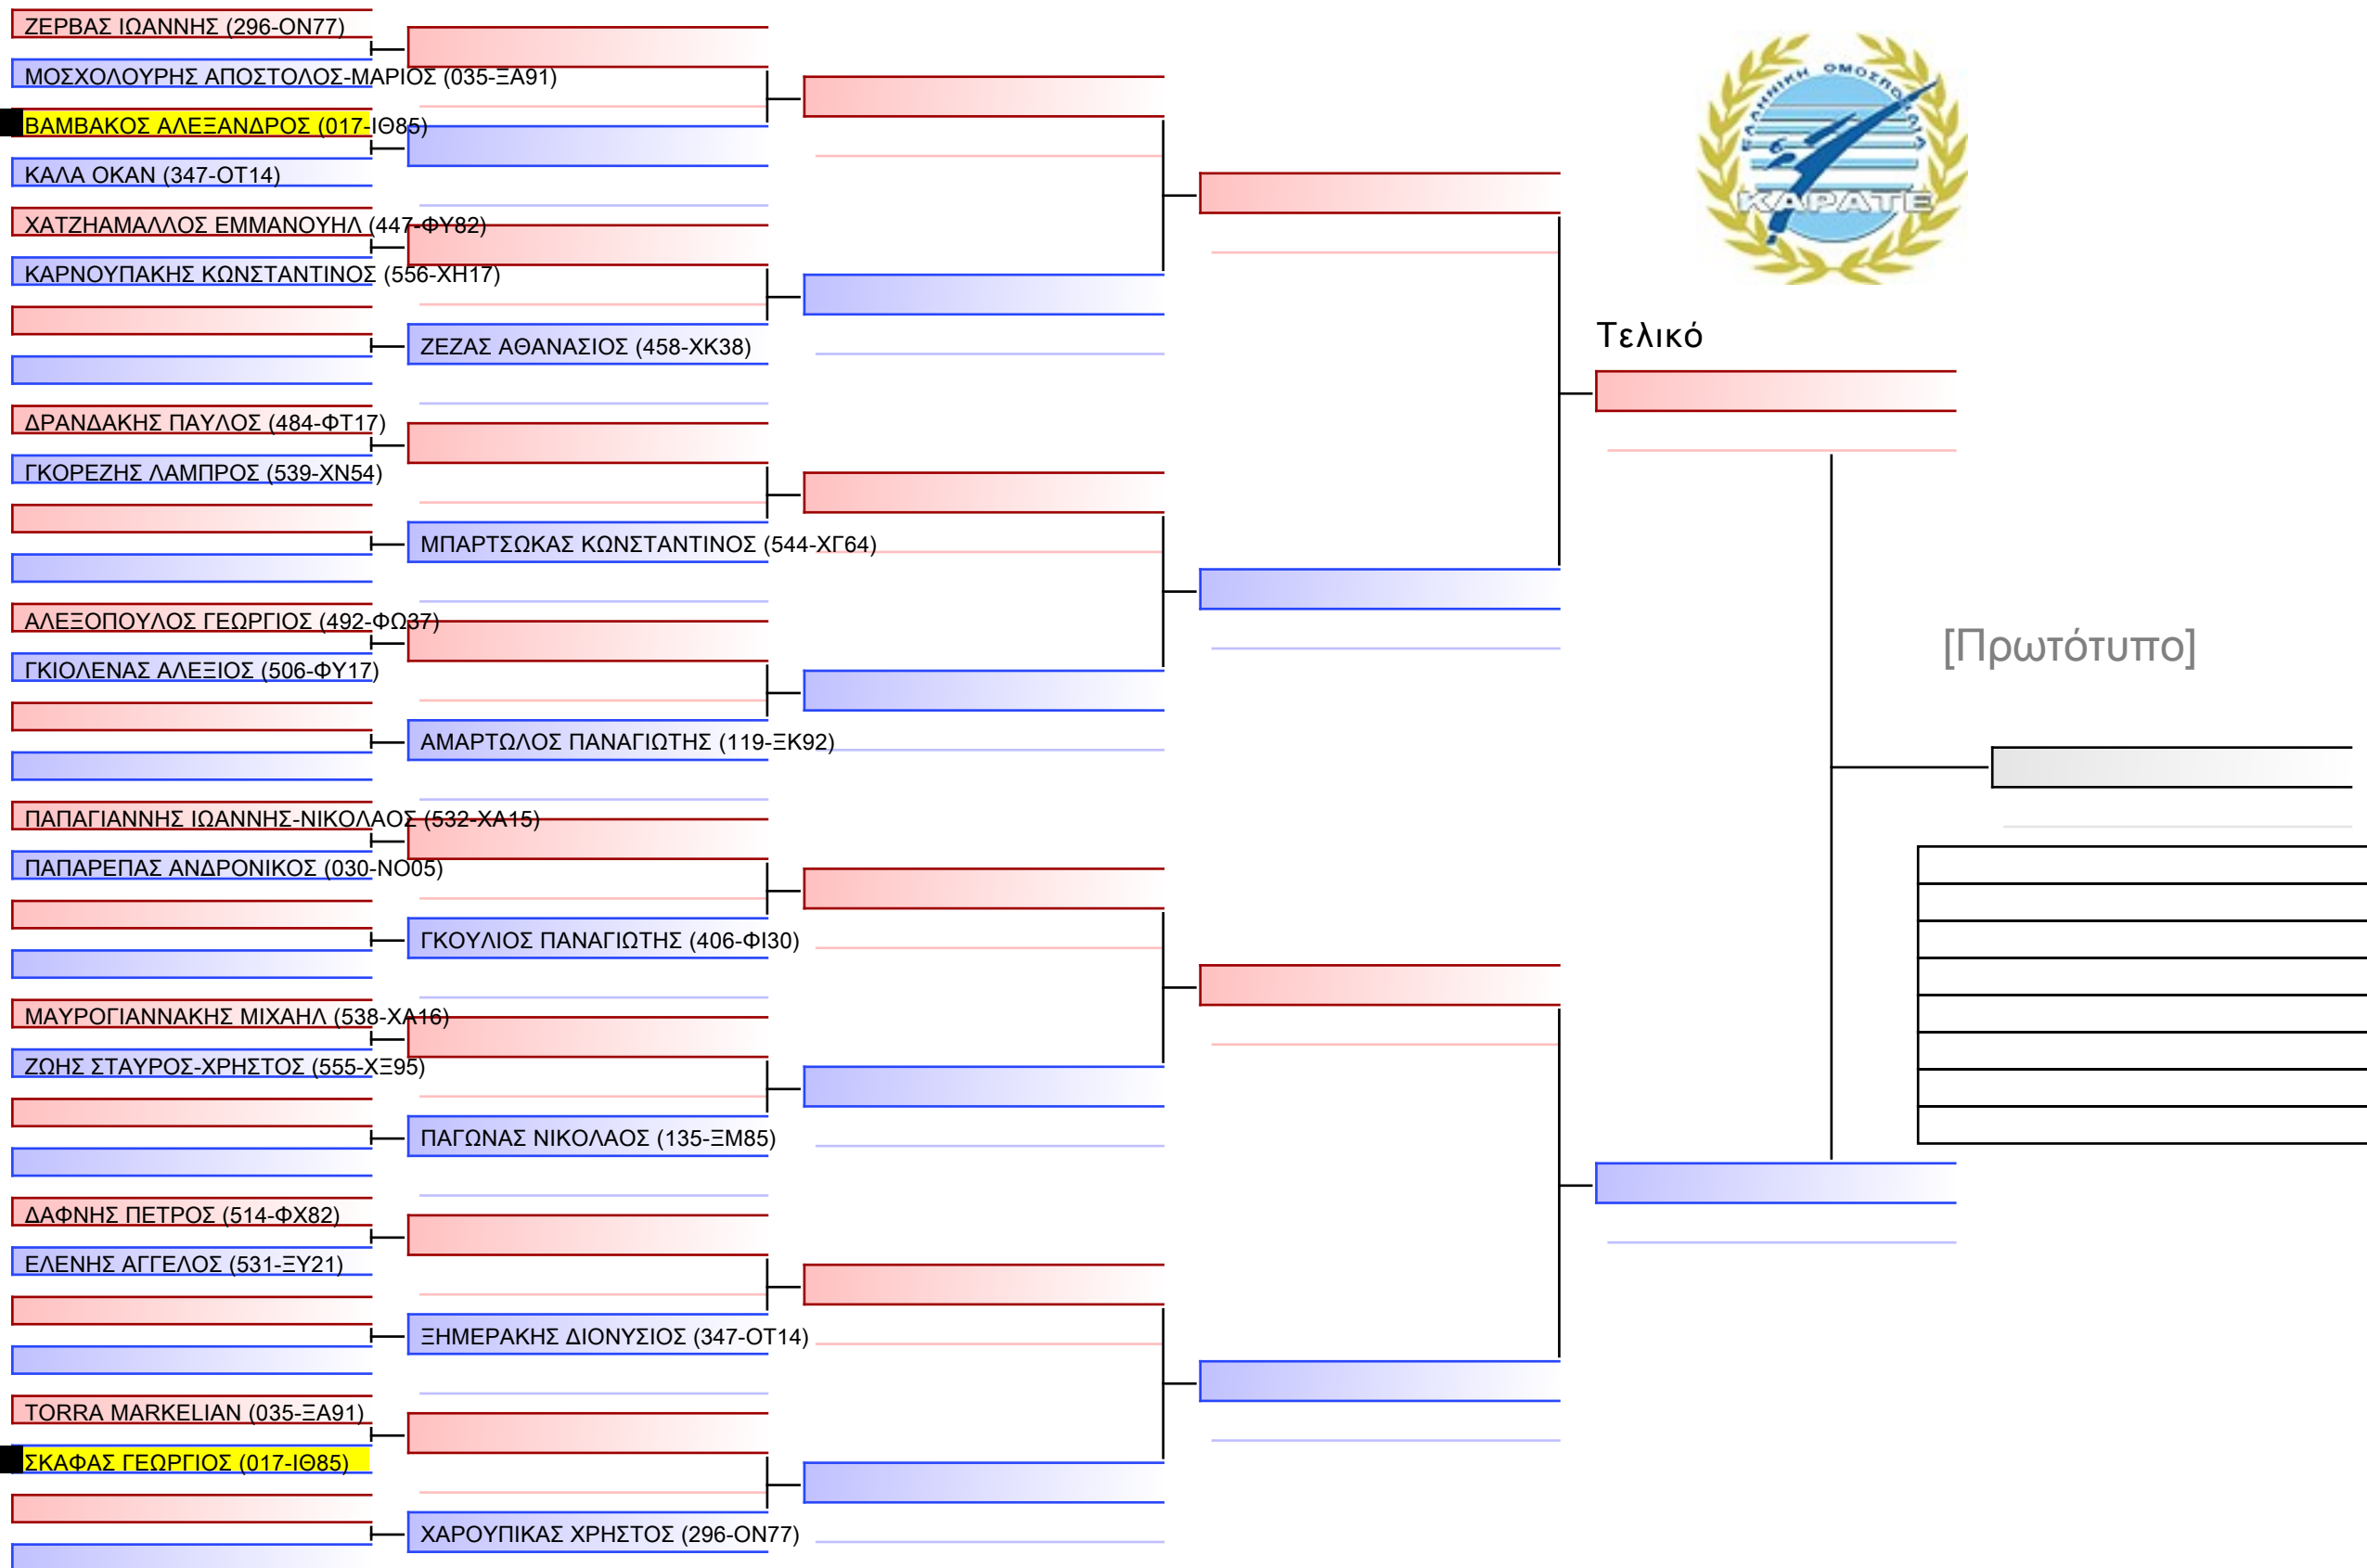 ΖΕΡΒΑΣ ΙΩΑΝΝΗΣ (296-ΟΝ77)
ΜΟΣΧΟΛΟΥΡΗΣ ΑΠΟΣΤΟΛΟΣ-ΜΑΡΙΟΣ (035-ΞΑ91)
ΒΑΜΒΑΚΟΣ ΑΛΕΞΑΝΔΡΟΣ (017-ΙΘ85)
ΚΑΛΑ ΟΚΑΝ (347-ΟΤ14)
ΧΑΤΖΗΑΜΑΛΛΟΣ ΕΜΜΑΝΟΥΗΛ (447-ΦΥ82)
ΚΑΡΝΟΥΠΑΚΗΣ ΚΩΝΣΤΑΝΤΙΝΟΣ (556-ΧΗ17)
ΖΕΖΑΣ ΑΘΑΝΑΣΙΟΣ (458-ΧΚ38)
ΔΡΑΝΔΑΚΗΣ ΠΑΥΛΟΣ (484-ΦΤ17)
ΓΚΟΡΕΖΗΣ ΛΑΜΠΡΟΣ (539-ΧΝ54)
ΜΠΑΡΤΣΩΚΑΣ ΚΩΝΣΤΑΝΤΙΝΟΣ (544-ΧΓ64)
ΑΛΕΞΟΠΟΥΛΟΣ ΓΕΩΡΓΙΟΣ (492-ΦΩ37)
ΓΚΙΟΛΕΝΑΣ ΑΛΕΞΙΟΣ (506-ΦΥ17)
ΑΜΑΡΤΩΛΟΣ ΠΑΝΑΓΙΩΤΗΣ (119-ΞΚ92)
ΠΑΠΑΓΙΑΝΝΗΣ ΙΩΑΝΝΗΣ-ΝΙΚΟΛΑΟΣ (532-ΧΑ15)
ΠΑΠΑΡΕΠΑΣ ΑΝΔΡΟΝΙΚΟΣ (030-ΝΟ05)
ΓΚΟΥΛΙΟΣ ΠΑΝΑΓΙΩΤΗΣ (406-ΦΙ30)
ΜΑΥΡΟΓΙΑΝΝΑΚΗΣ ΜΙΧΑΗΛ (538-ΧΑ16)
ΖΩΗΣ ΣΤΑΥΡΟΣ-ΧΡΗΣΤΟΣ (555-ΧΞ95)
ΠΑΓΩΝΑΣ ΝΙΚΟΛΑΟΣ (135-ΞΜ85)
ΔΑΦΝΗΣ ΠΕΤΡΟΣ (514-ΦΧ82)
ΕΛΕΝΗΣ ΑΓΓΕΛΟΣ (531-ΞΥ21)
ΞΗΜΕΡΑΚΗΣ ΔΙΟΝΥΣΙΟΣ (347-ΟΤ14)
TORRA MARKELIAN (035-ΞΑ91)
ΣΚΑΦΑΣ ΓΕΩΡΓΙΟΣ (017-ΙΘ85)
ΧΑΡΟΥΠΙΚΑΣ ΧΡΗΣΤΟΣ (296-ΟΝ77)
ΕΛΛΗΝΙΚΗ ΟΜΟΣΠΟΝΔΙΑ
ΚΑΡΑΤΕ
Τελικό
[Πρωτότυπο]